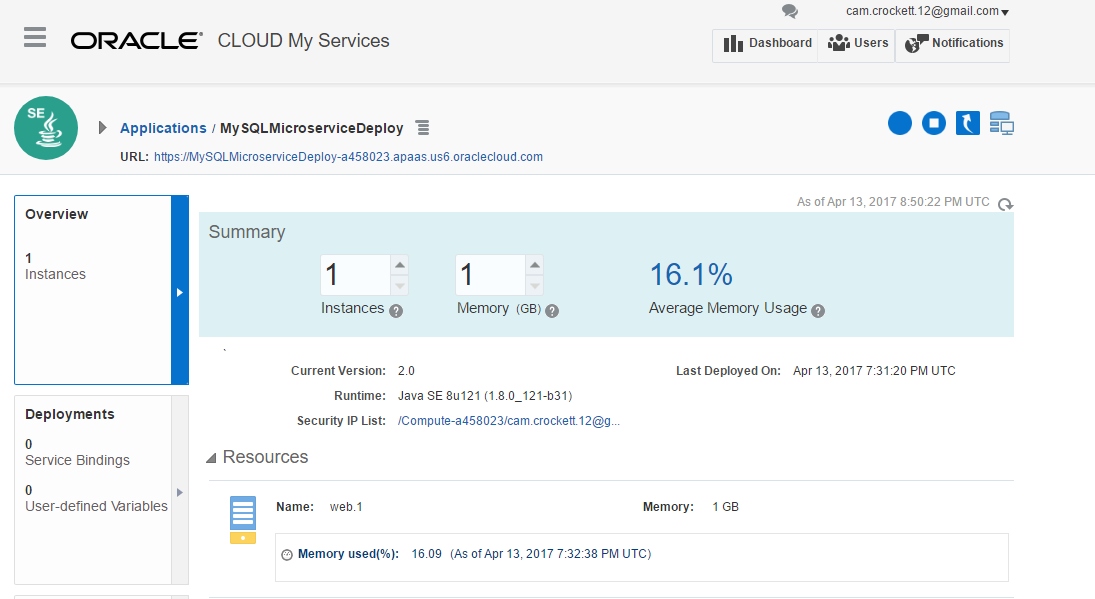 cam.crockett.12@gmail.com
ORACLE® CLOUD My Services
Dashboard Users Notifications
SE
Applications / MySQLMicroserviceDeploy
URL: https://MySQLMicroserviceDeploy-a458023.apaas.us6.oraclecloud.com
As of Apr 13, 2017 8:50:22 PM UTC
Overview
1
Instances
Summary
1 1 16.1%
Instances ? Memory (GB) ? Average Memory Usage ?
Current Version: 2.0 Last Deployed On: Apr 13, 2017 7:31:20 PM UTC
Runtime: Java SE 8u121 (1.8.0_121-b31)
Security IP List: /Compute-a458023/cam.crockett.12@g...
Deployments
0
Service Bindings
0
User-defined Variables
Resources
Name: web.1 Memory: 1 GB
Memory used(%): 16.09 (As of Apr 13, 2017 7:32:38 PM UTC)